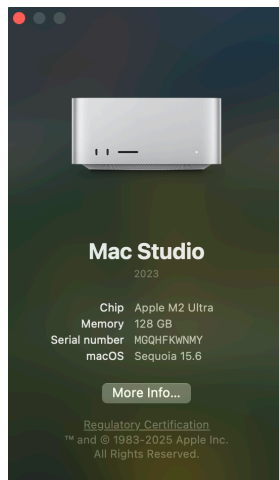 Mac Studio
2023
Chip Apple M2 Ultra
Memory 128 GB
Serial number MGQHFKWNMY
macOS Sequoia 15.6
More Info...
Regulatory Certification
™ and © 1983-2025 Apple Inc.
All Rights Reserved.